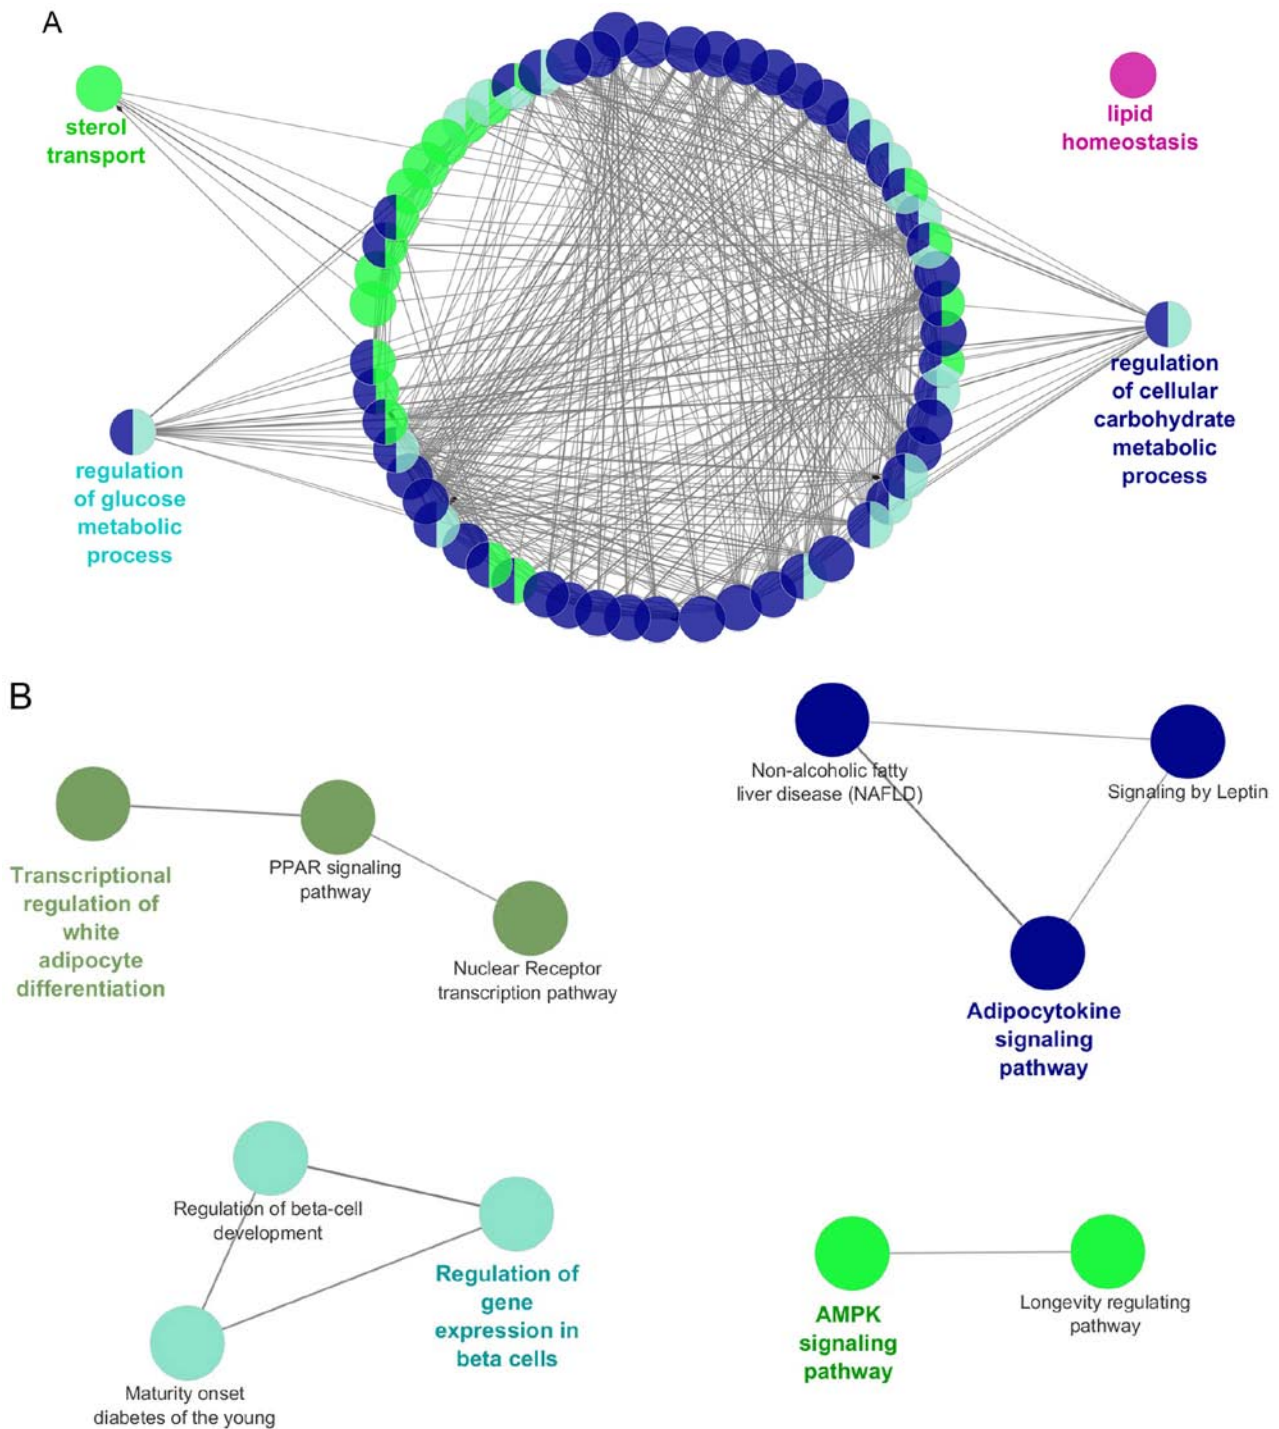 A
sterol
transport
lipid
homeostasis
regulation
of cellular
carbohydrate
metabolic
process
regulation
of glucose
metabolic
process
B
Non-alcoholic fatty
liver disease (NAFLD)
Signaling by Leptin
PPAR signaling
pathway
Transcriptional
regulation of
white
adipocyte
differentiation
Nuclear Receptor
transcription pathway
Adipocytokine
signaling
pathway
Regulation of beta-cell
development
Regulation of
gene
expression in
beta cells
Longevity regulating
pathway
AMPK
signaling
pathway
Maturity onset
diabetes of the young